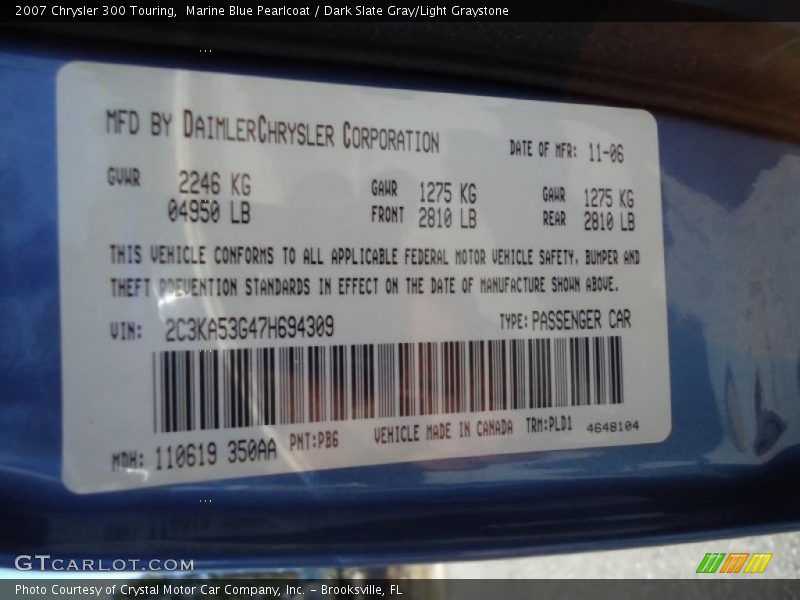 2007 Chrysler 300 Touring,  Marine Blue Pearlcoat / Dark Slate Gray/Light Graystone
MFD BY DAIMLERCHRYSLER CORPORATION
DATE OF MFR: 11-06
GVWR 2246 KG
04950 LB
GAWR FRONT 1275 KG
2810 LB
GAWR REAR 1275 KG
2810 LB
THIS VEHICLE CONFORMS TO ALL APPLICABLE FEDERAL MOTOR VEHICLE SAFETY, BUMPER AND
THEFT PREVENTION STANDARDS IN EFFECT ON THE DATE OF MANUFACTURE SHOWN ABOVE.
VIN: 2C3KA53G47H694309
TYPE: PASSENGER CAR
MDH: 110619 350AA PNT:PB6 VEHICLE MADE IN CANADA TRM:PLD1 4648104
GTCARLOT.COM
Photo Courtesy of Crystal Motor Car Company, Inc. – Brooksville, FL